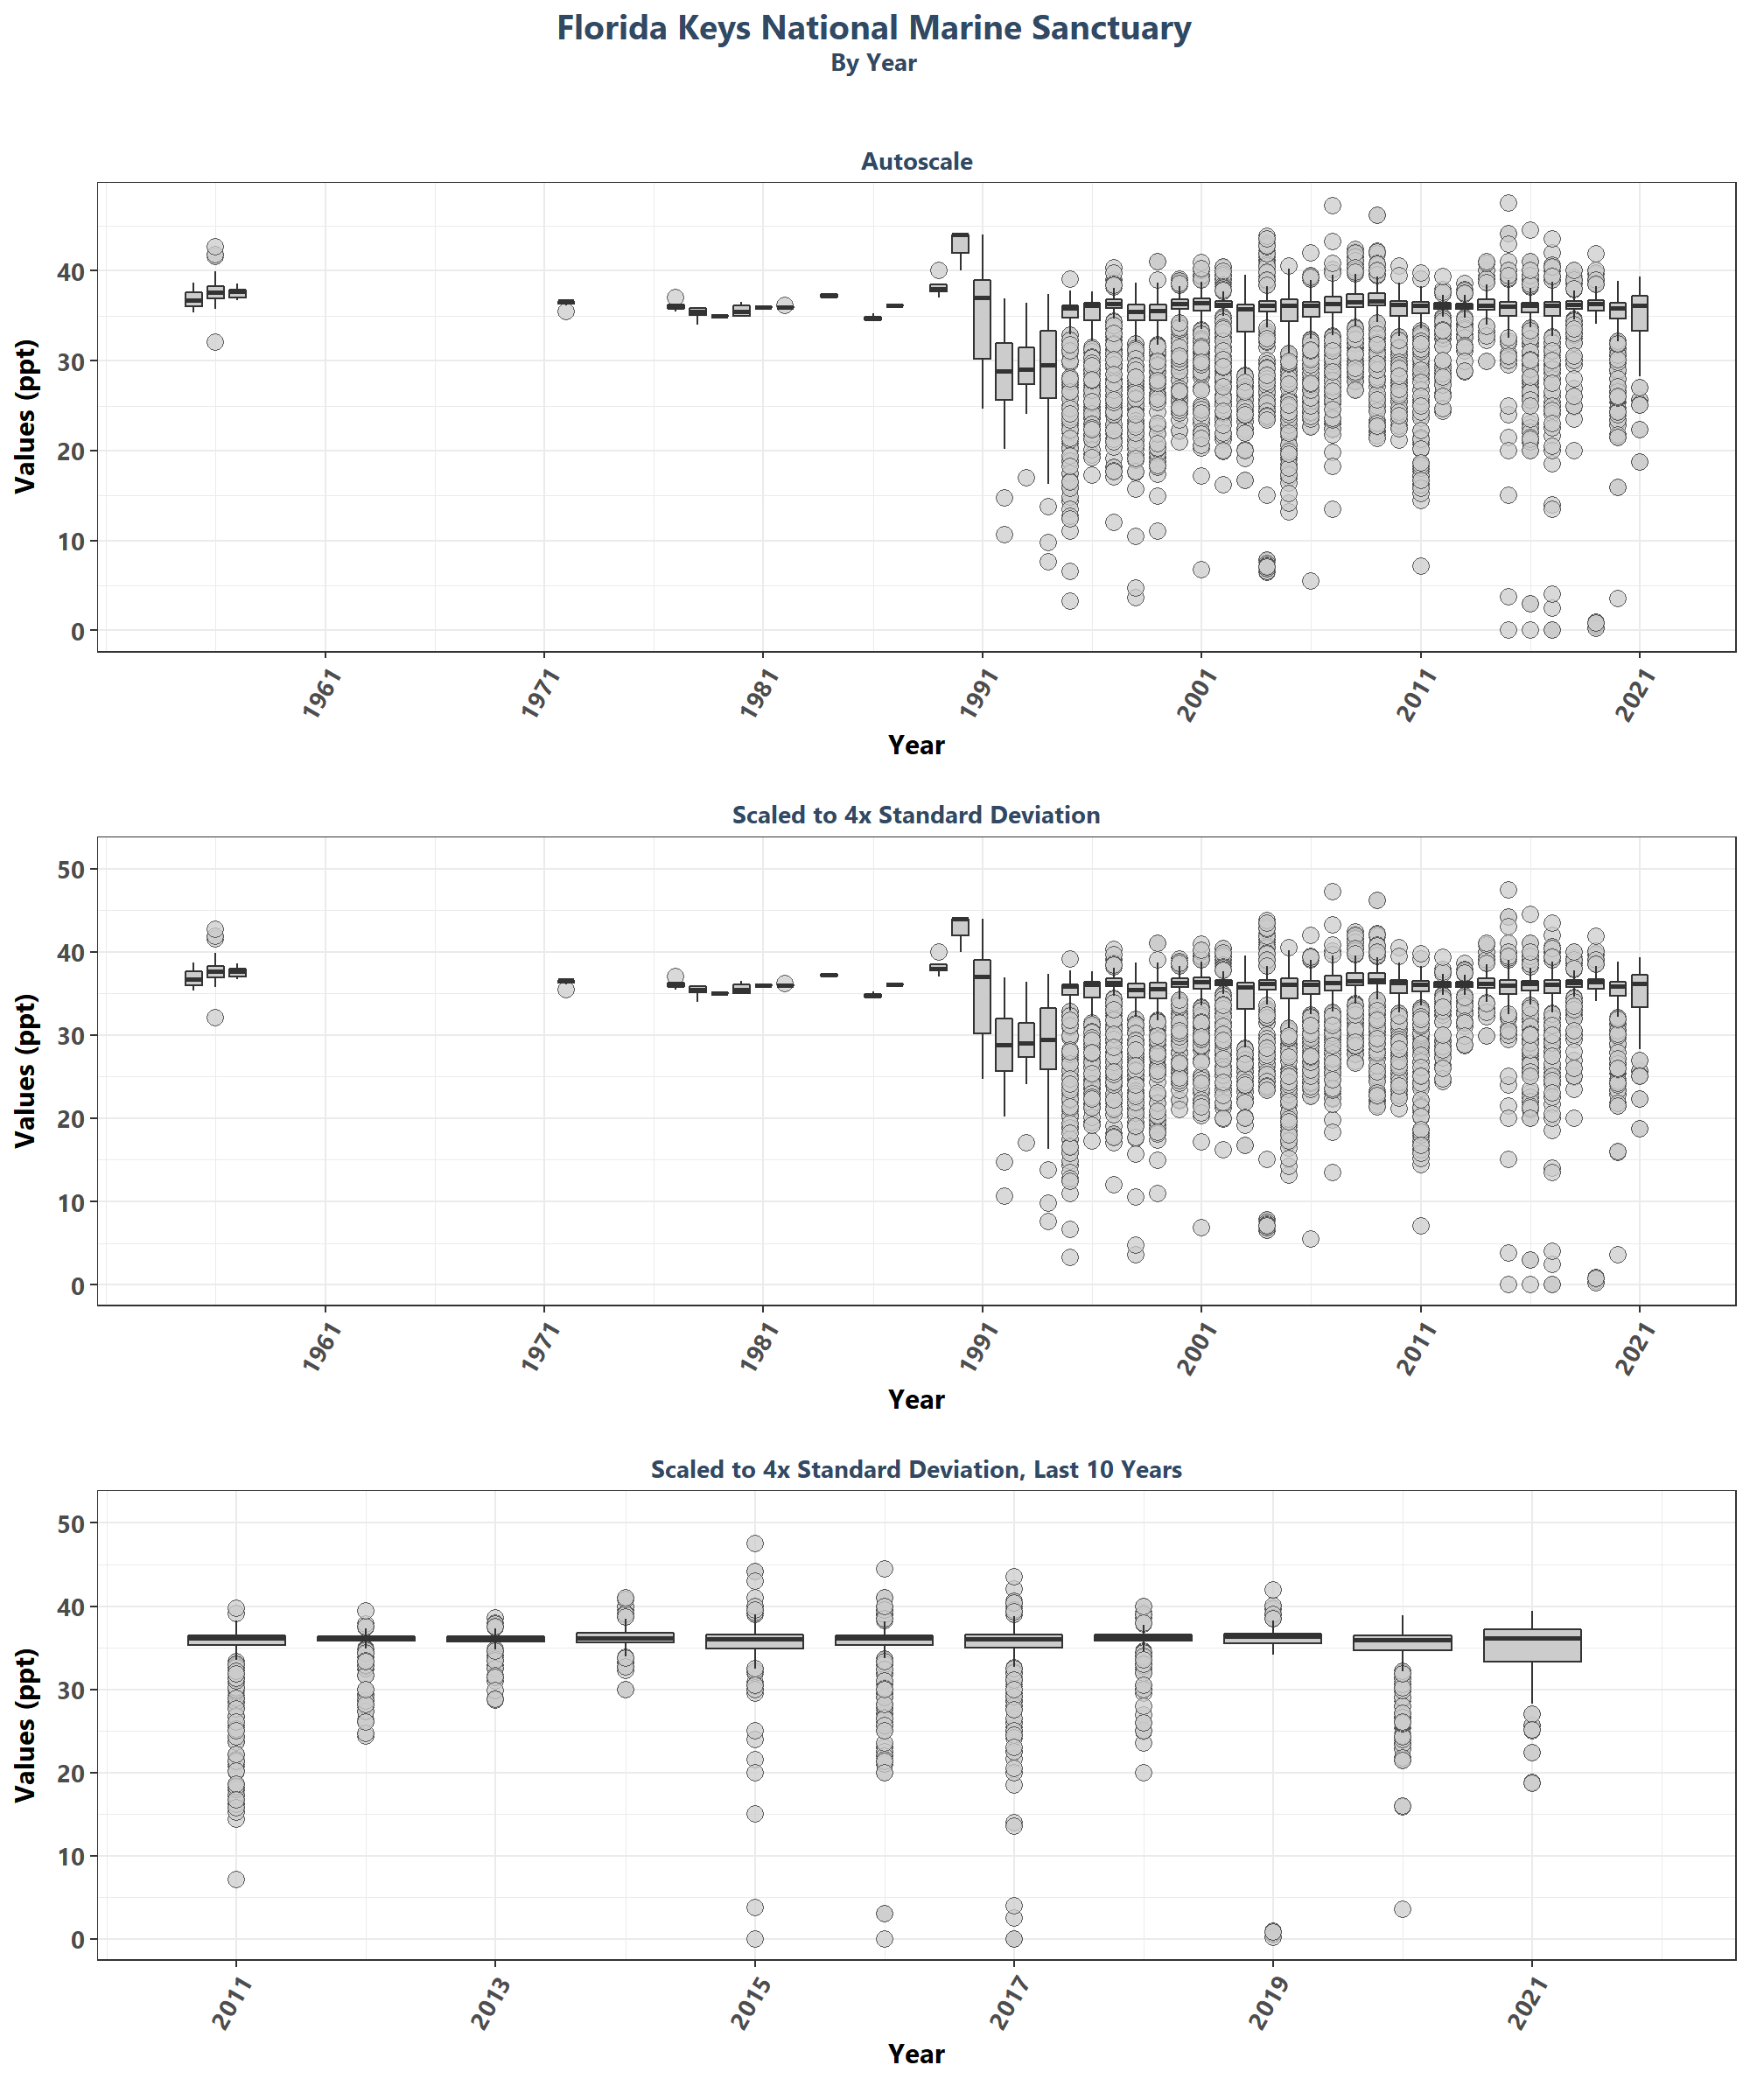 Florida Keys National Marine Sanctuary
By Year
Autoscale
Values (ppt)
40
30
20
10
0
1961 1971 1981 1991 2001 2011 2021
Year
Scaled to 4x Standard Deviation
Values (ppt)
50
40
30
20
10
0
1961 1971 1981 1991 2001 2011 2021
Year
Scaled to 4x Standard Deviation, Last 10 Years
Values (ppt)
50
40
30
20
10
0
2011 2013 2015 2017 2019 2021
Year